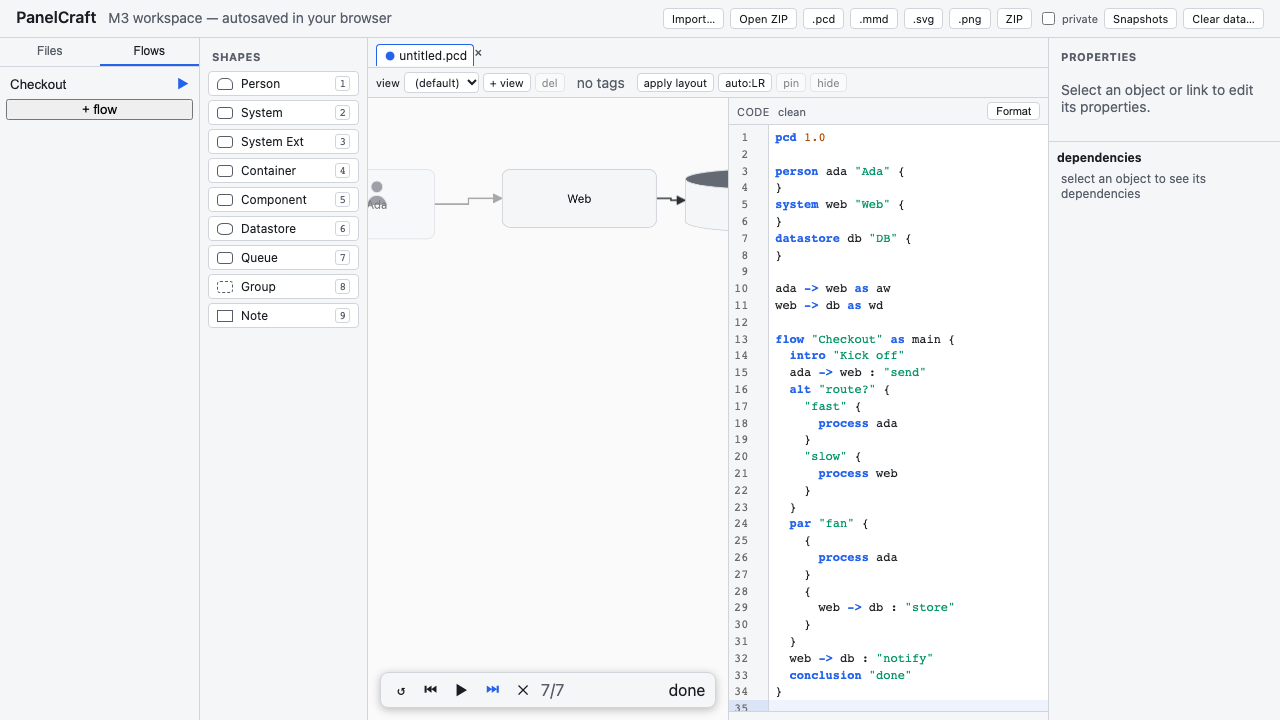 PanelCraft M3 workspace — autosaved in your browser Import... Open ZIP .pcd .mmd .svg .png ZIP private Snapshots Clear data...
Files Flows
Checkout
+ flow
SHAPES
Person 1
System 2
System Ext 3
Container 4
Component 5
Datastore 6
Queue 7
Group 8
Note 9
untitled.pcd ×
view (default) + view del no tags apply layout auto:LR pin hide
Ada
Web
7/7 done
CODE clean Format
1 pcd 1.0
2
3 person ada "Ada" {
4 }
5 system web "Web" {
6 }
7 datastore db "DB" {
8 }
9
10 ada -> web as aw
11 web -> db as wd
12
13 flow "Checkout" as main {
14 intro "Kick off"
15 ada -> web : "send"
16 alt "route?" {
17 "fast" {
18 process ada
19 }
20 "slow" {
21 process web
22 }
23 }
24 par "fan" {
25 {
26 process ada
27 }
28 {
29 web -> db : "store"
30 }
31 }
32 web -> db : "notify"
33 conclusion "done"
34 }
35
PROPERTIES
Select an object or link to edit
its properties.
dependencies
select an object to see its
dependencies